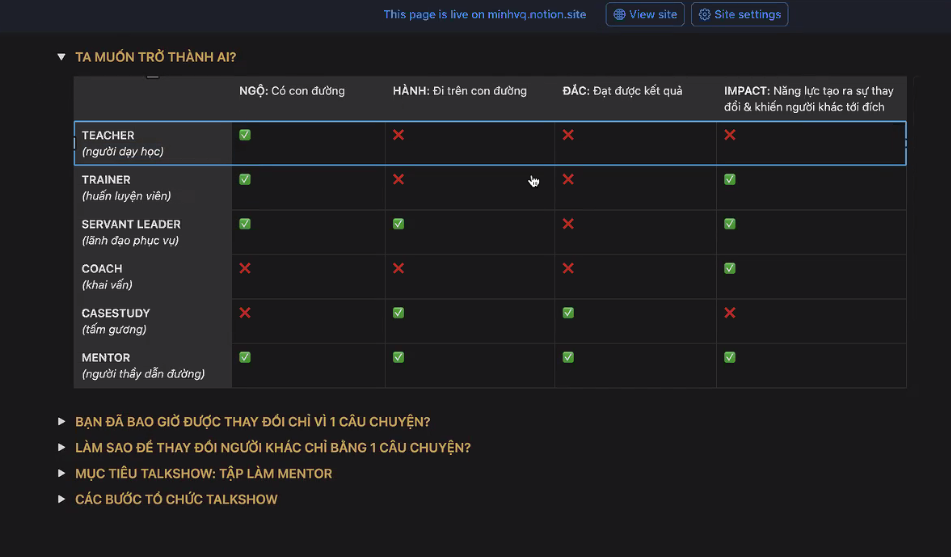 This page is live on minhvq.notion.site
View site
Site settings
TA MUỐN TRỞ THÀNH AI?
NGỘ: Có con đường
HÀNH: Đi trên con đường
ĐẮC: Đạt được kết quả
IMPACT: Năng lực tạo ra sự thay
đổi & khiến người khác tới đích
TEACHER
(người dạy học)
✅ ❌ ❌ ❌
TRAINER
(huấn luyện viên)
✅ ❌ ❌ ✅
SERVANT LEADER
(lãnh đạo phục vụ)
✅ ✅ ❌ ✅
COACH
(khai vấn)
❌ ❌ ❌ ✅
CASESTUDY
(tấm gương)
❌ ✅ ✅ ❌
MENTOR
(người thầy dẫn đường)
✅ ✅ ✅ ✅
BẠN ĐÃ BAO GIỜ ĐƯỢC THAY ĐỔI CHỈ VÌ 1 CÂU CHUYỆN?
LÀM SAO ĐỂ THAY ĐỔI NGƯỜI KHÁC CHỈ BẰNG 1 CÂU CHUYỆN?
MỤC TIÊU TALKSHOW: TẬP LÀM MENTOR
CÁC BƯỚC TỔ CHỨC TALKSHOW